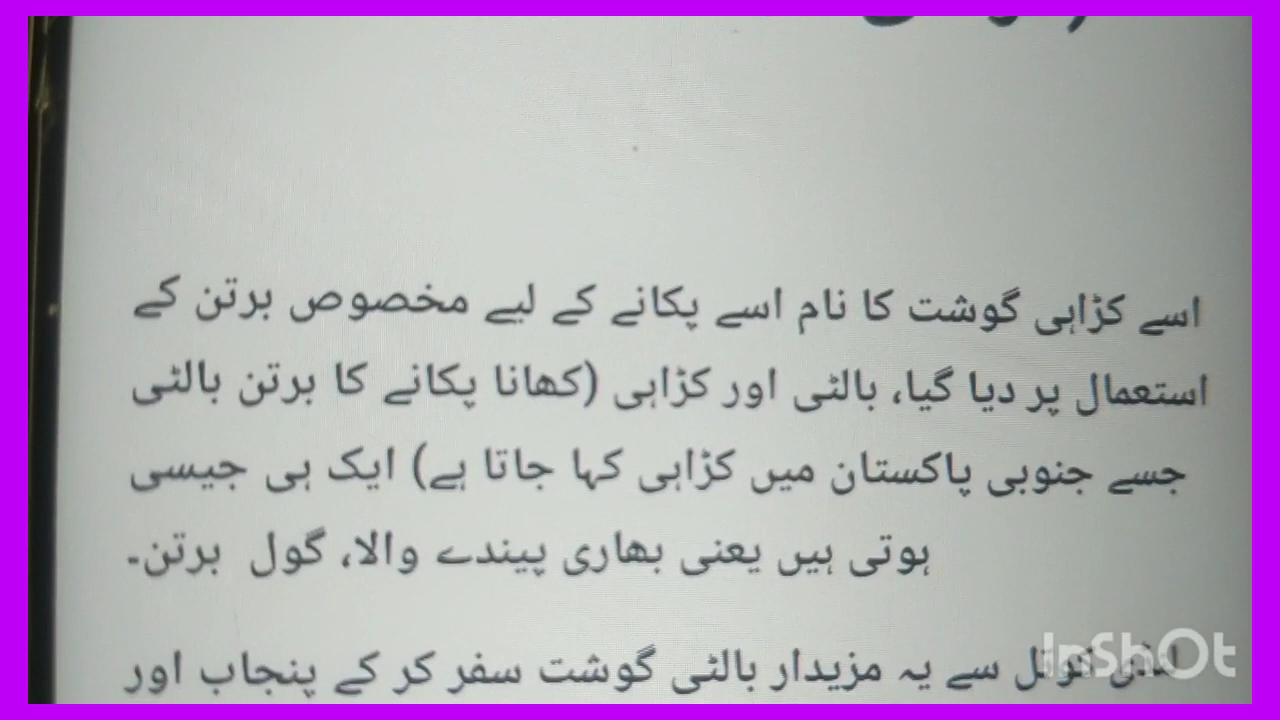 اسے کڑاہی گوشت کا نام اسے پکانے کے لیے مخصوص برتن کے
استعمال پر دیا گیا، بالٹی اور کڑاہی (کھانا پکانے کا برتن بالٹی
جسے جنوبی پاکستان میں کڑاہی کہا جاتا ہے) ایک ہی جیسی
ہوتی ہیں یعنی بھاری پیندے والا، گول برتن۔
سے یہ مزیدار بالٹی گوشت سفر کر کے پنجاب اور
InShOt